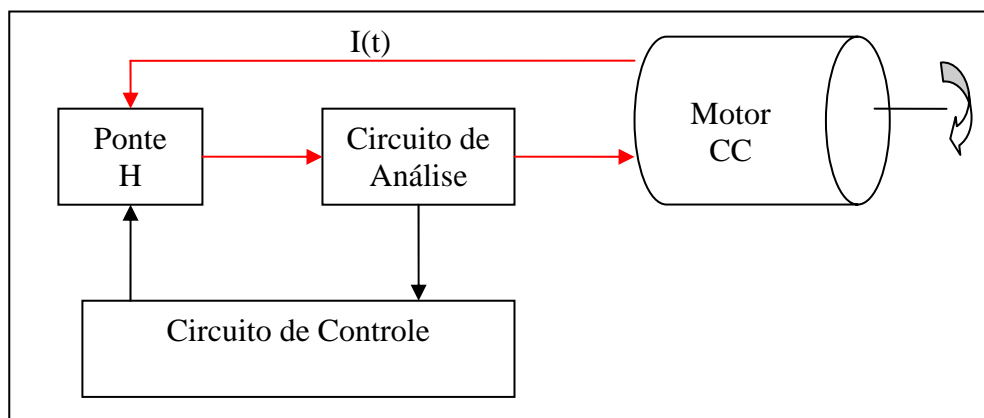 I(t)
Ponte
H
Circuito de
Análise
Motor
CC
Circuito de Controle